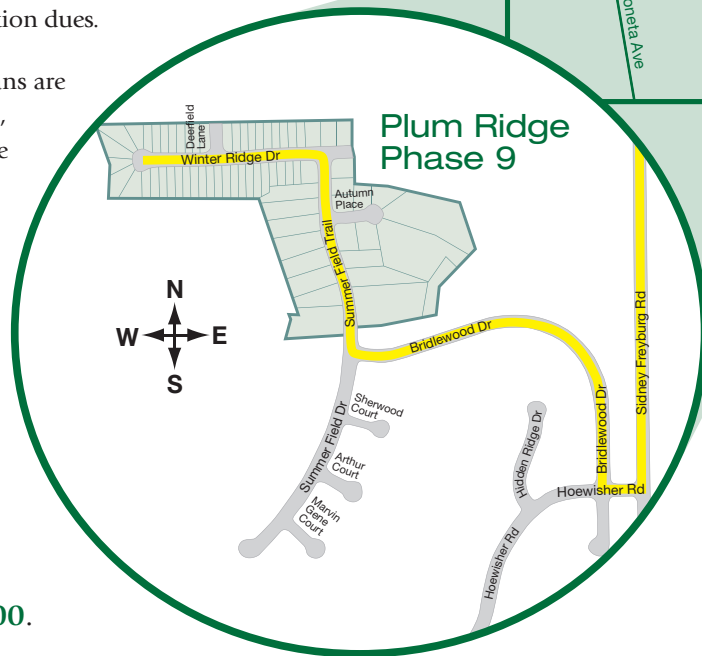 tion dues.
ns are
,
e
oneta Ave
Plum Ridge
Phase 9
Deerfield
Lane
Winter Ridge Dr
Autumn
Place
Summer Field Trail
N
W E
S
Bridlewood Dr
Sidney Freyburg Rd
Sherwood
Court
Summer Field Dr
Arthur
Court
Marvin
Gene
Court
Hidden Ridge Dr
Bridlewood Dr
Hoewisher Rd
Hoewisher Rd
00.